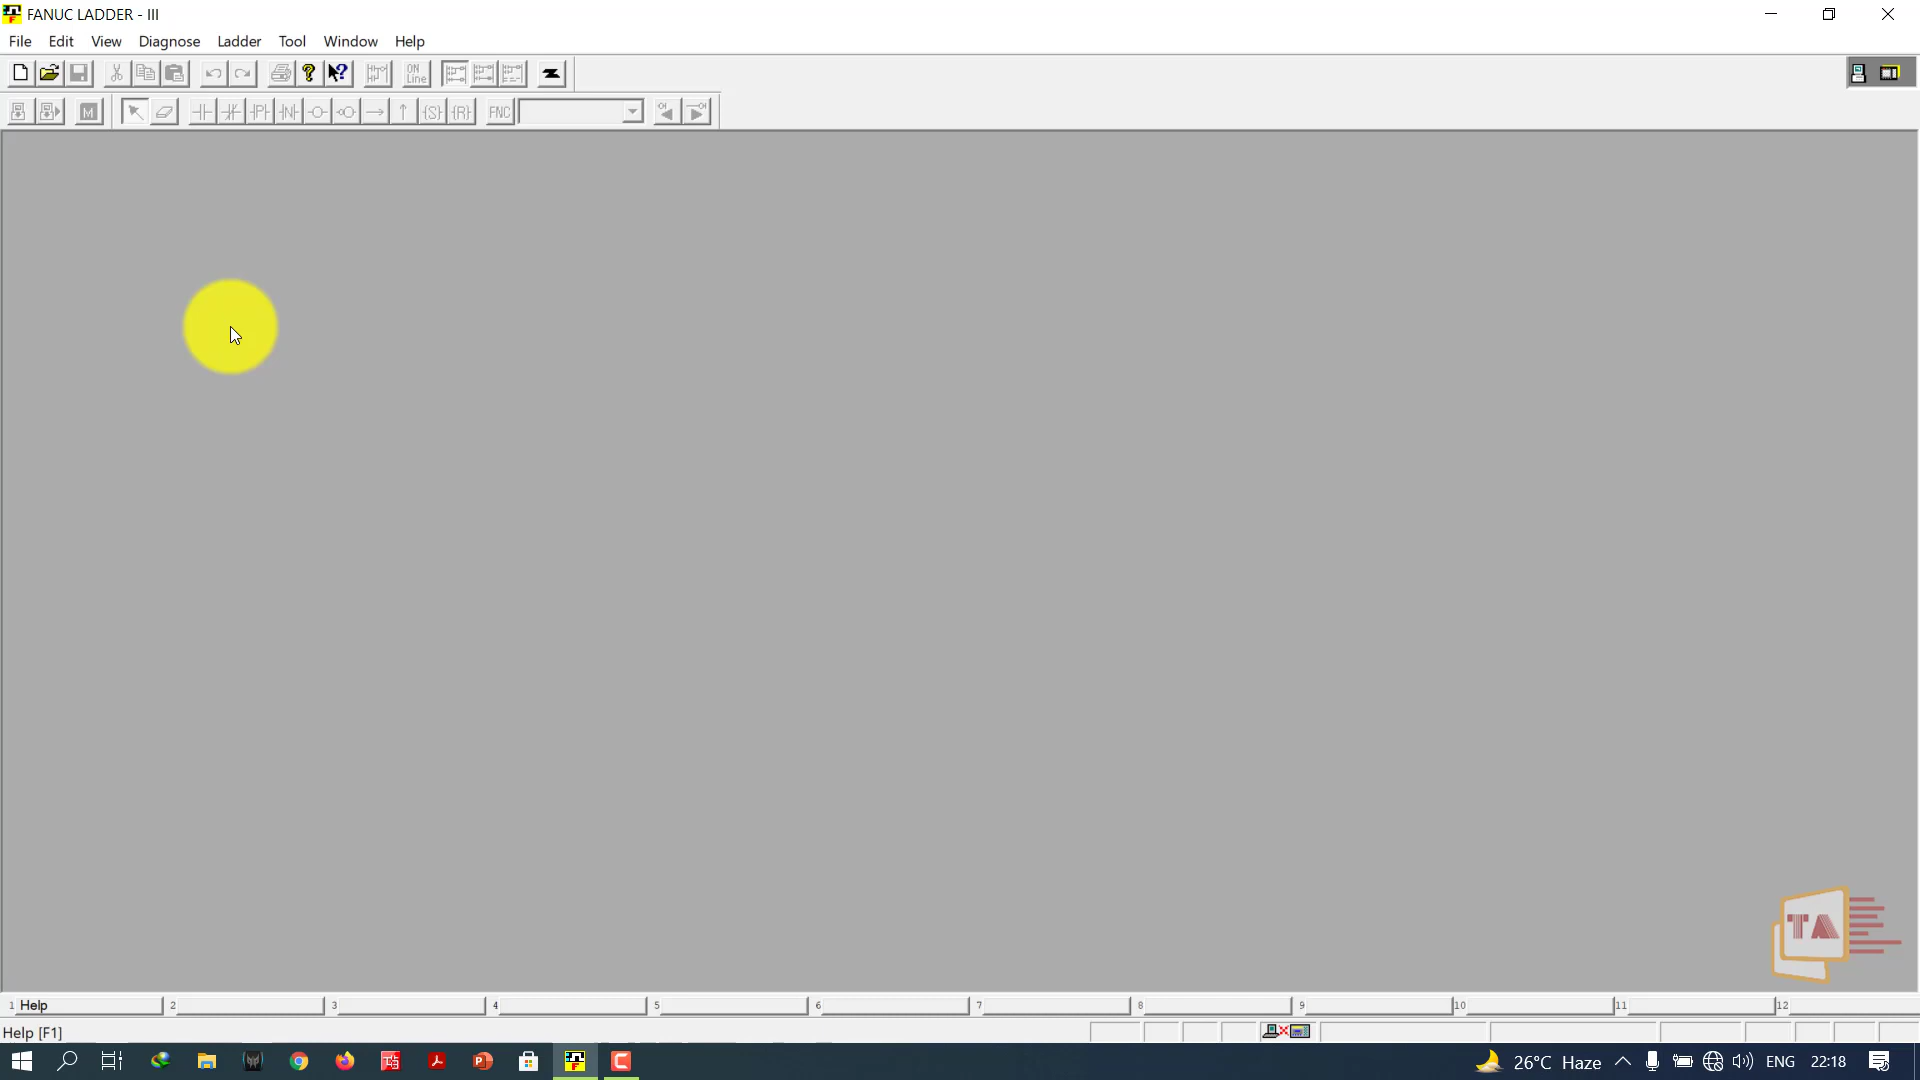 FANUC LADDER - III
File Edit View Diagnose Ladder Tool Window Help
ON Line
M P N (S) (R) FNC
TA
1 Help 2 3 4 5 6 7 8 9 10 11 12
Help [F1]
26°C Haze ENG 22:18